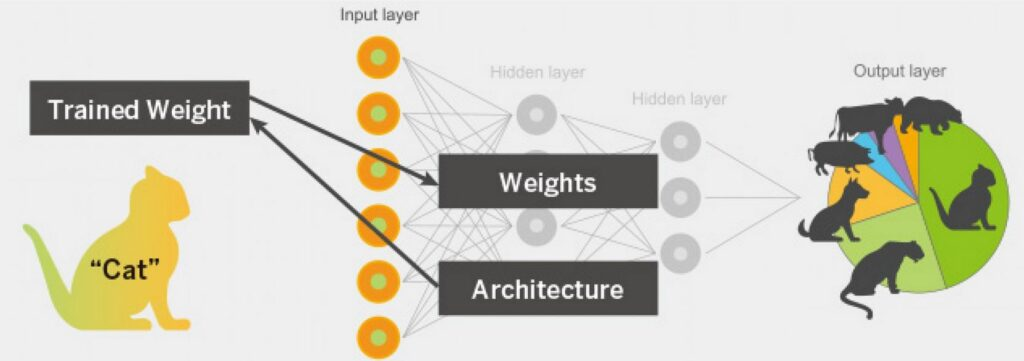 Input layer
Hidden layer
Hidden layer
Output layer
Trained Weight
Weights
“Cat”
Architecture